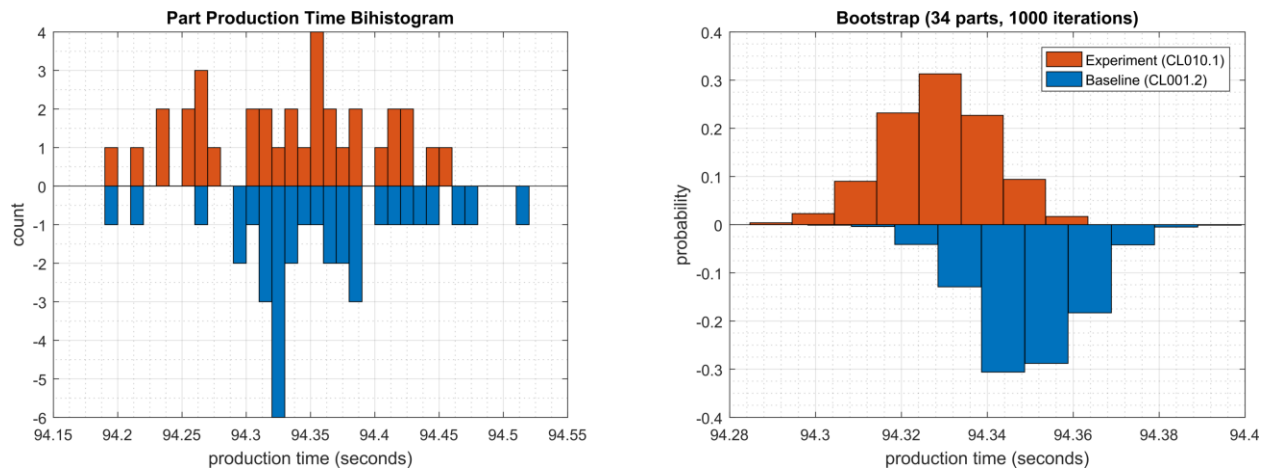 Part Production Time Bihistogram
4
3
2
1
0
-1
-2
-3
-4
-5
-6
count
94.15 94.2 94.25 94.3 94.35 94.4 94.45 94.5 94.55
production time (seconds)
Bootstrap (34 parts, 1000 iterations)
Experiment (CL010.1)
Baseline (CL001.2)
0.4
0.3
0.2
0.1
0
-0.1
-0.2
-0.3
-0.4
probability
94.28 94.3 94.32 94.34 94.36 94.38 94.4
production time (seconds)